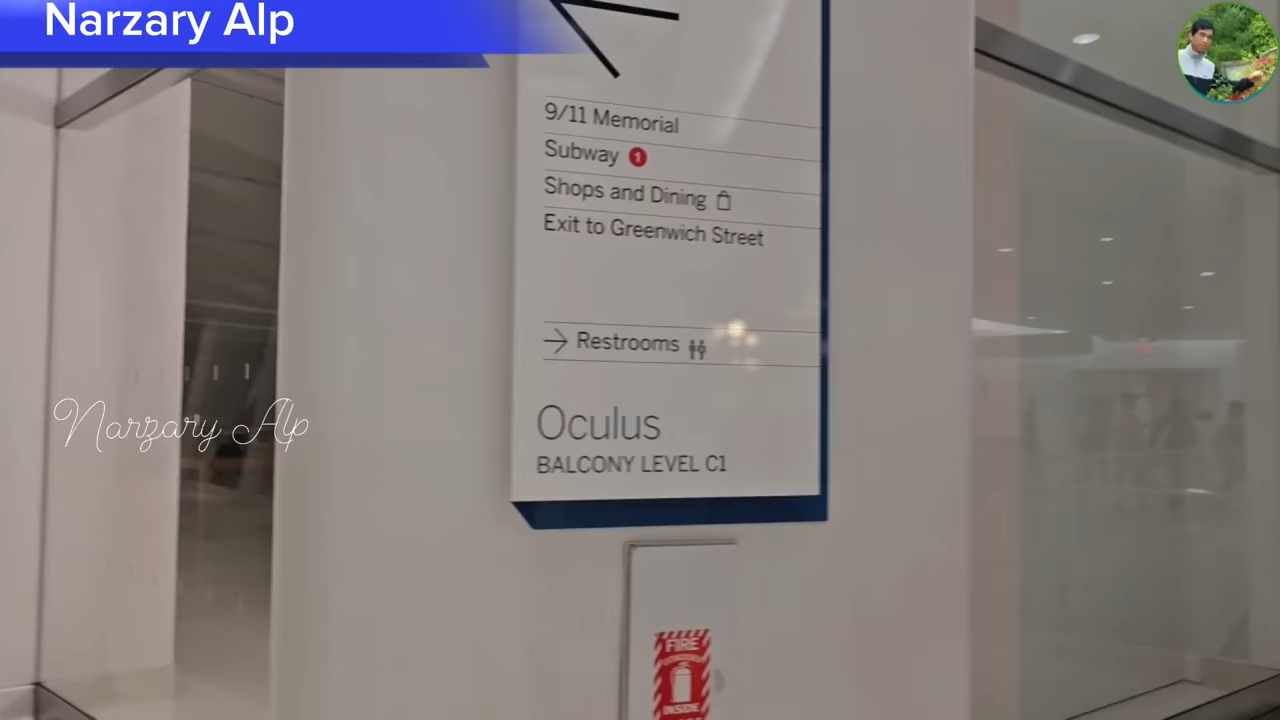 Narzary Alp
9/11 Memorial
Subway 1
Shops and Dining
Exit to Greenwich Street
Restrooms
Narzary Alp
Oculus
BALCONY LEVEL C1
FIRE
INSIDE